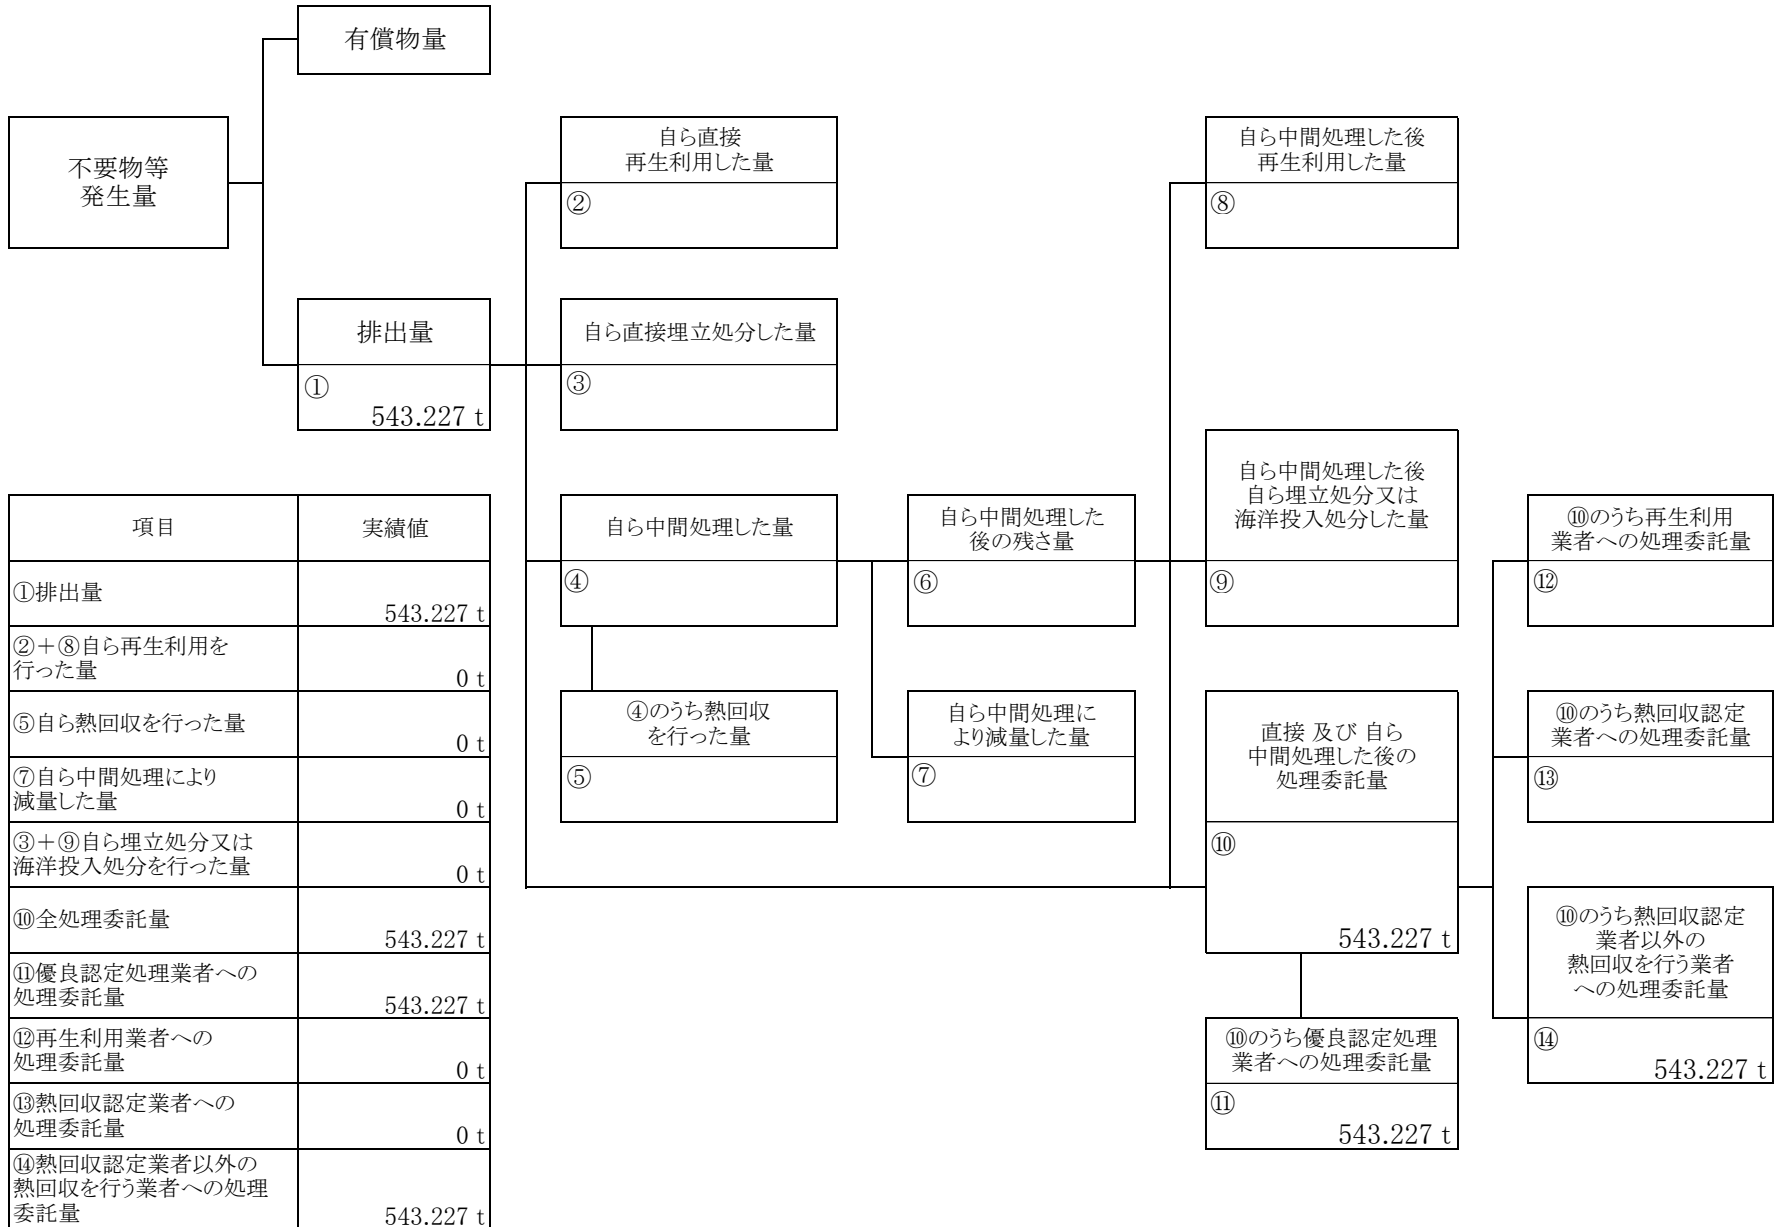 有償物量
不要物等
発生量
自ら直接
再生利用した量
②
自ら中間処理した後
再生利用した量
⑧
排出量
①
543.227 t
自ら直接埋立処分した量
③
自ら中間処理した量
④
自ら中間処理した
後の残さ量
⑥
自ら中間処理した後
自ら埋立処分又は
海洋投入処分した量
⑨
⑩のうち再生利用
業者への処理委託量
⑫
④のうち熱回収
を行った量
⑤
自ら中間処理に
より減量した量
⑦
直接 及び 自ら
中間処理した後の
処理委託量
⑩
543.227 t
⑩のうち熱回収認定
業者への処理委託量
⑬
⑩のうち熱回収認定
業者以外の
熱回収を行う業者
への処理委託量
⑭
543.227 t
⑩のうち優良認定処理
業者への処理委託量
⑪
543.227 t
項目 実績値
①排出量
543.227 t
②＋⑧自ら再生利用を
行った量
0 t
⑤自ら熱回収を行った量
0 t
⑦自ら中間処理により
減量した量
0 t
③＋⑨自ら埋立処分又は
海洋投入処分を行った量
0 t
⑩全処理委託量
543.227 t
⑪優良認定処理業者への
処理委託量
543.227 t
⑫再生利用業者への
処理委託量
0 t
⑬熱回収認定業者への
処理委託量
0 t
⑭熱回収認定業者以外の
熱回収を行う業者への処理
委託量
543.227 t